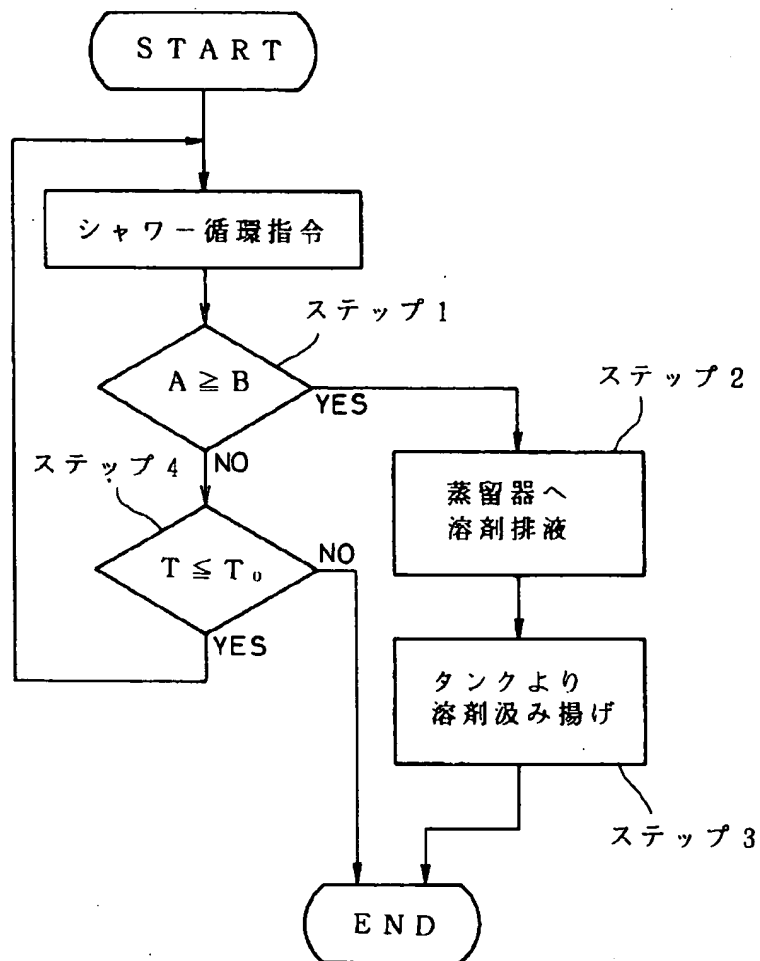 START
シャワー循環指令
ステップ1
A≧B
YES
ステップ2
NO
ステップ4
蒸留器へ
溶剤排液
T≦T₀
NO
YES
タンクより
溶剤汲み揚げ
ステップ3
END